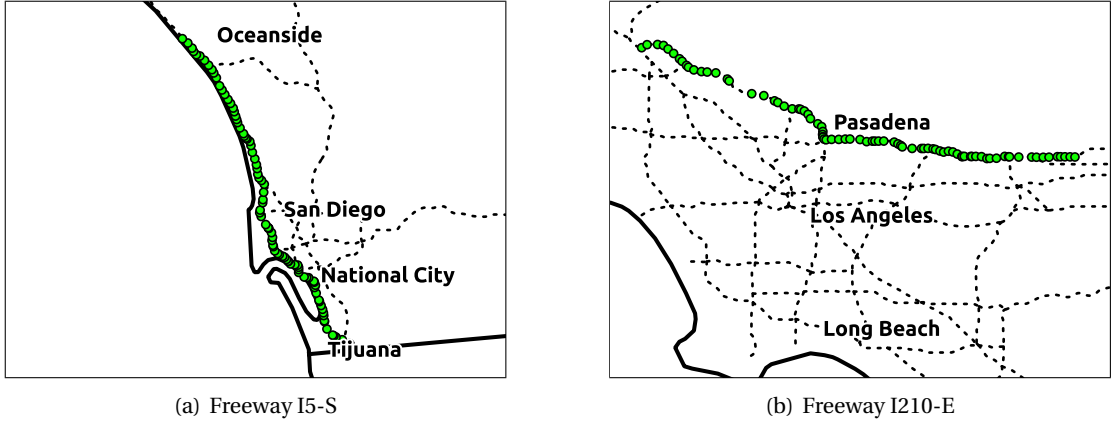 Oceanside
San Diego
National City
Tijuana
(a) Freeway I5-S
Pasadena
Los Angeles
Long Beach
(b) Freeway I210-E